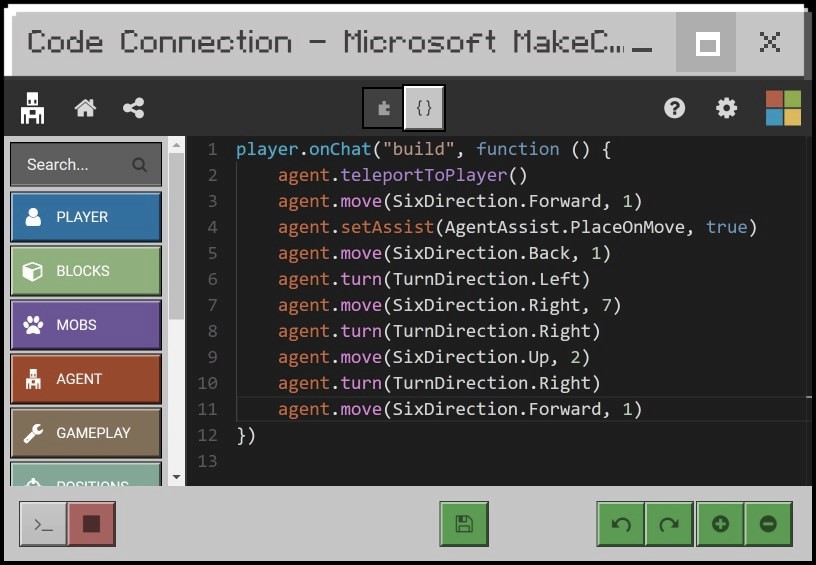 Code Connection – Microsoft MakeC...
{}
Search...
PLAYER
BLOCKS
MOBS
AGENT
GAMEPLAY
POSITIONS
1 player.onChat("build", function () {
2 agent.teleportToPlayer()
3 agent.move(SixDirection.Forward, 1)
4 agent.setAssist(AgentAssist.PlaceOnMove, true)
5 agent.move(SixDirection.Back, 1)
6 agent.turn(TurnDirection.Left)
7 agent.move(SixDirection.Right, 7)
8 agent.turn(TurnDirection.Right)
9 agent.move(SixDirection.Up, 2)
10 agent.turn(TurnDirection.Right)
11 agent.move(SixDirection.Forward, 1)
12 })
13